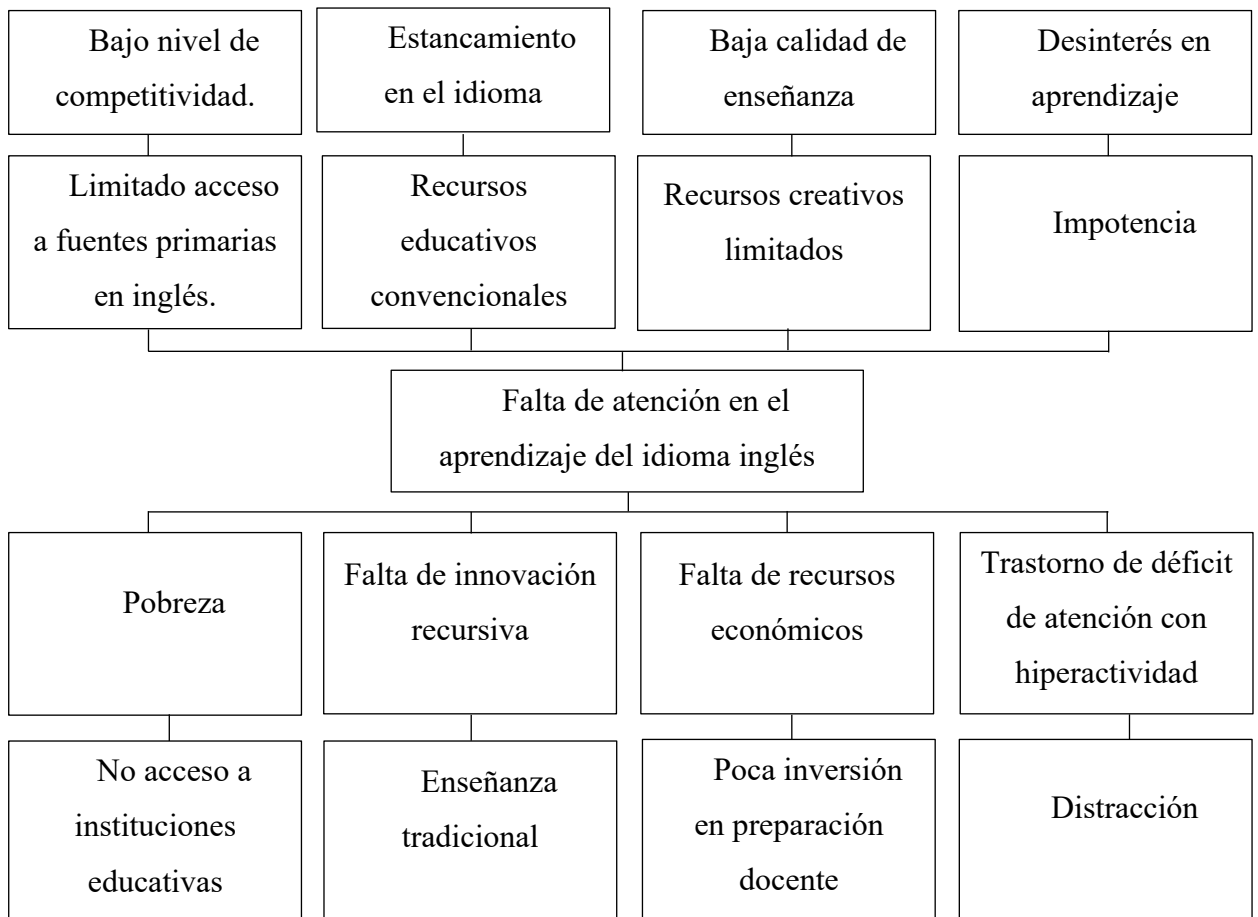 Bajo nivel de
competitividad.
Estancamiento
en el idioma
Baja calidad de
enseñanza
Desinterés en
aprendizaje
Limitado acceso
a fuentes primarias
en inglés.
Recursos
educativos
convencionales
Recursos creativos
limitados
Impotencia
Falta de atención en el
aprendizaje del idioma inglés
Pobreza
Falta de innovación
recursiva
Falta de recursos
económicos
Trastorno de déficit
de atención con
hiperactividad
No acceso a
instituciones
educativas
Enseñanza
tradicional
Poca inversión
en preparación
docente
Distracción